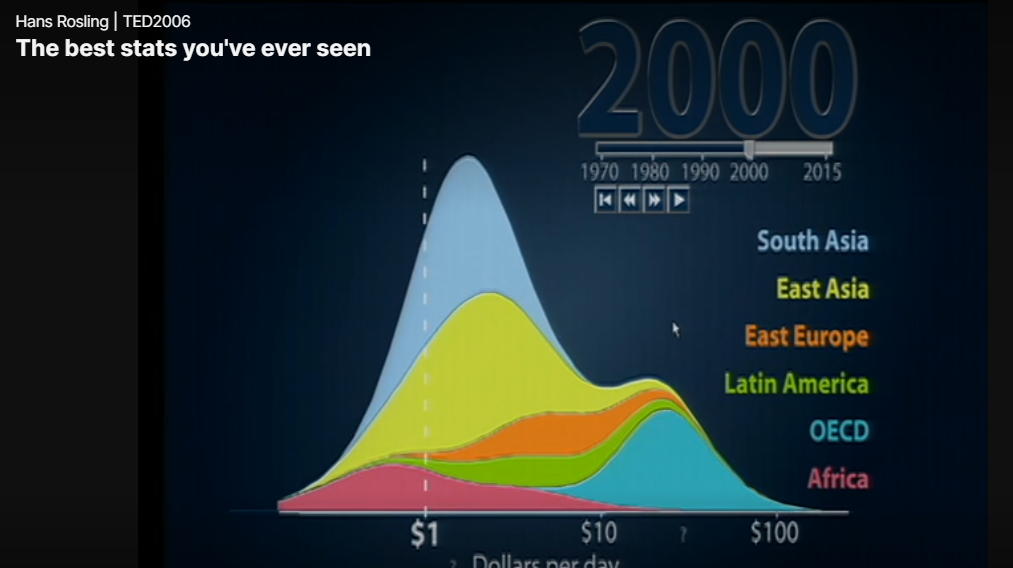 Hans Rosling | TED2006
The best stats you've ever seen
2000
1970 1980 1990 2000 2015
South Asia
East Asia
East Europe
Latin America
OECD
Africa
$1 $10 ? $100
? Dollars per day